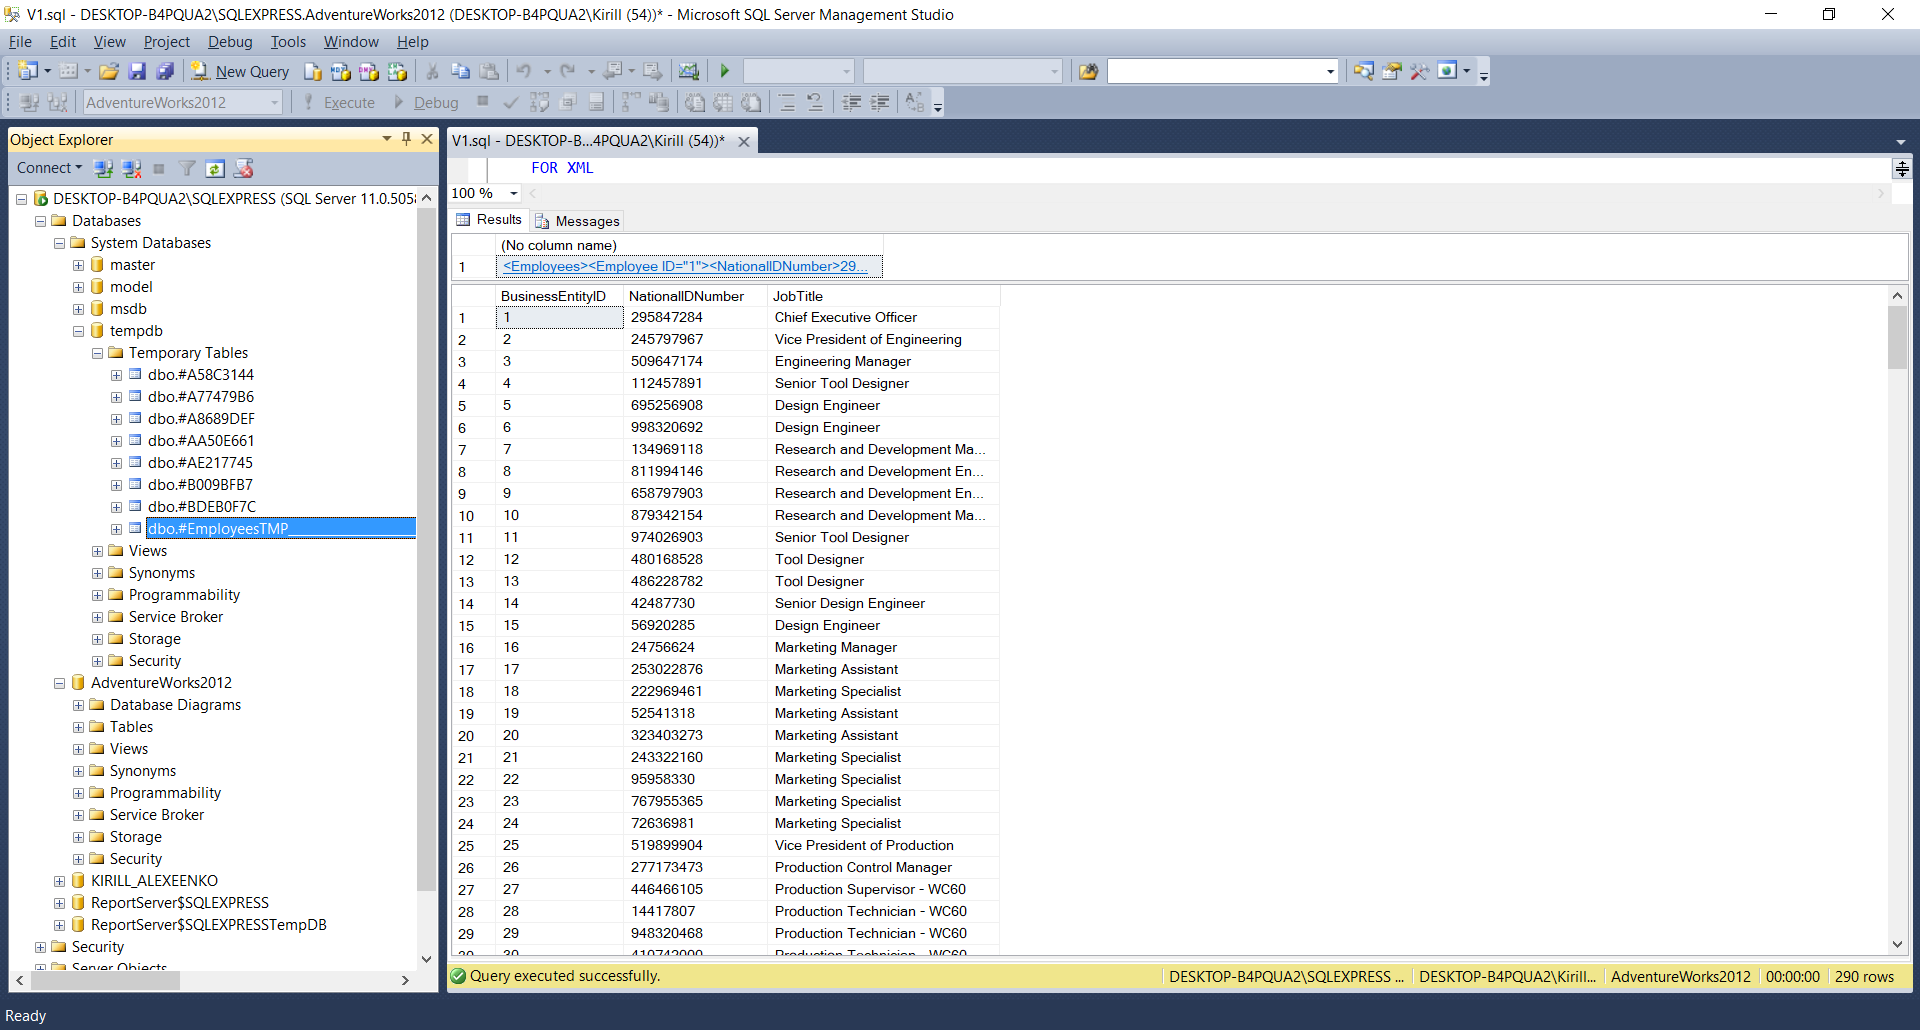 V1.sql - DESKTOP-B4PQUA2\SQLEXPRESS.AdventureWorks2012 (DESKTOP-B4PQUA2\Kirill (54))* - Microsoft SQL Server Management Studio
File Edit View Project Debug Tools Window Help
New Query
AdventureWorks2012 Execute Debug
Object Explorer
Connect
DESKTOP-B4PQUA2\SQLEXPRESS (SQL Server 11.0.505
Databases
System Databases
master
model
msdb
tempdb
Temporary Tables
dbo.#A58C3144
dbo.#A77479B6
dbo.#A8689DEF
dbo.#AA50E661
dbo.#AE217745
dbo.#B009BFB7
dbo.#BDEB0F7C
dbo.#EmployeesTMP
Views
Synonyms
Programmability
Service Broker
Storage
Security
AdventureWorks2012
Database Diagrams
Tables
Views
Synonyms
Programmability
Service Broker
Storage
Security
KIRILL_ALEXEENKO
ReportServer$SQLEXPRESS
ReportServer$SQLEXPRESSTempDB
Security
Server Objects
V1.sql - DESKTOP-B...4PQUA2\Kirill (54))*
FOR XML
100 %
Results Messages
(No column name)
1 <Employees><Employee ID="1"><NationalIDNumber>29...
BusinessEntityID NationalIDNumber JobTitle
1 1 295847284 Chief Executive Officer
2 2 245797967 Vice President of Engineering
3 3 509647174 Engineering Manager
4 4 112457891 Senior Tool Designer
5 5 695256908 Design Engineer
6 6 998320692 Design Engineer
7 7 134969118 Research and Development Ma...
8 8 811994146 Research and Development En...
9 9 658797903 Research and Development En...
10 10 879342154 Research and Development Ma...
11 11 974026903 Senior Tool Designer
12 12 480168528 Tool Designer
13 13 486228782 Tool Designer
14 14 42487730 Senior Design Engineer
15 15 56920285 Design Engineer
16 16 24756624 Marketing Manager
17 17 253022876 Marketing Assistant
18 18 222969461 Marketing Specialist
19 19 52541318 Marketing Assistant
20 20 323403273 Marketing Assistant
21 21 243322160 Marketing Specialist
22 22 95958330 Marketing Specialist
23 23 767955365 Marketing Specialist
24 24 72636981 Marketing Specialist
25 25 519899904 Vice President of Production
26 26 277173473 Production Control Manager
27 27 446466105 Production Supervisor - WC60
28 28 14417807 Production Technician - WC60
29 29 948320468 Production Technician - WC60
30 30 410742000 Production Technician - WC60
Query executed successfully. DESKTOP-B4PQUA2\SQLEXPRESS ... DESKTOP-B4PQUA2\Kirill... AdventureWorks2012 00:00:00 290 rows
Ready